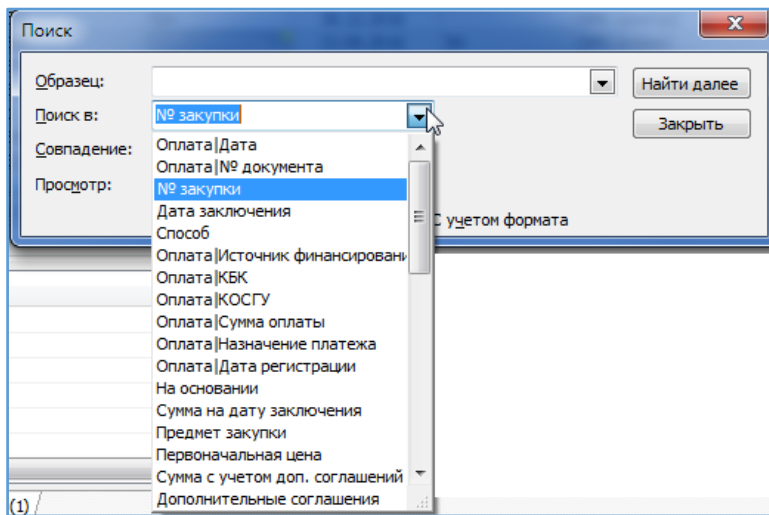 Поиск
Образец:
Найти далее
Поиск в: № закупки
Закрыть
Совпадение:
Просмотр:
Оплата|Дата
Оплата|№ документа
№ закупки
Дата заключения
Способ
С учетом формата
Оплата|Источник финансировани
Оплата|КБК
Оплата|КОСГУ
Оплата|Сумма оплаты
Оплата|Назначение платежа
Оплата|Дата регистрации
На основании
Сумма на дату заключения
Предмет закупки
Первоначальная цена
Сумма с учетом доп. соглашений
Дополнительные соглашения
(1)